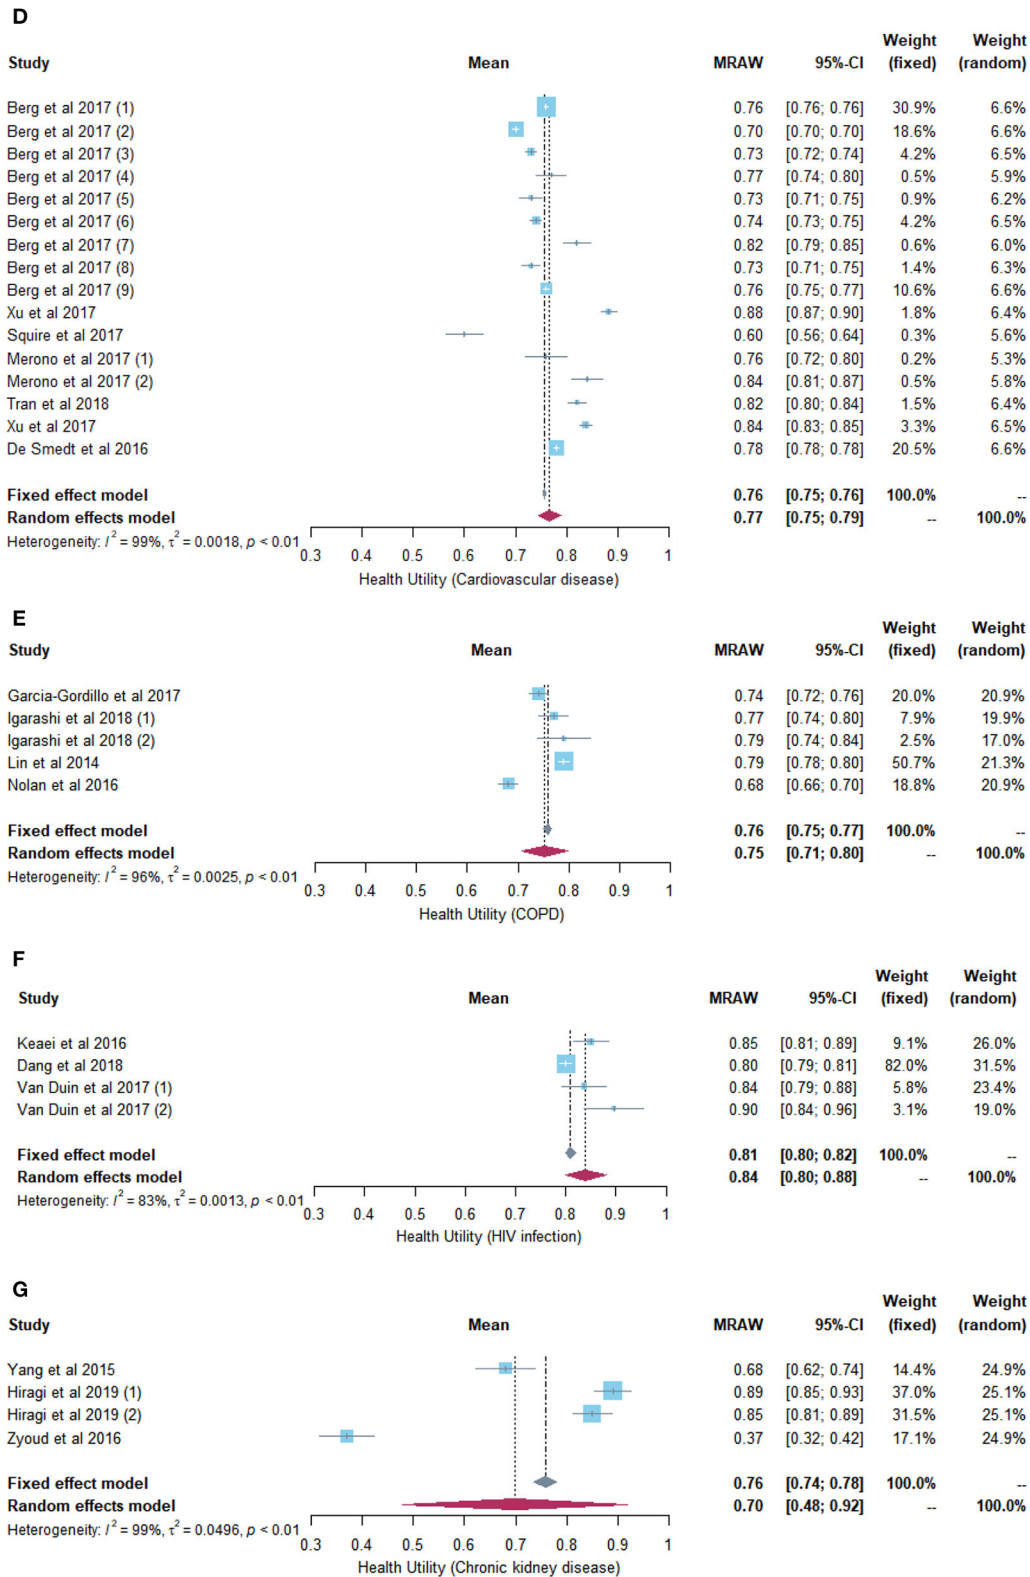 D
Weight Weight
Study Mean MRAW 95%-CI (fixed) (random)
Berg et al 2017 (1) 0.76 [0.76; 0.76] 30.9% 6.6%
Berg et al 2017 (2) 0.70 [0.70; 0.70] 18.6% 6.6%
Berg et al 2017 (3) 0.73 [0.72; 0.74] 4.2% 6.5%
Berg et al 2017 (4) 0.77 [0.74; 0.80] 0.5% 5.9%
Berg et al 2017 (5) 0.73 [0.71; 0.75] 0.9% 6.2%
Berg et al 2017 (6) 0.74 [0.73; 0.75] 4.2% 6.5%
Berg et al 2017 (7) 0.82 [0.79; 0.85] 0.6% 6.0%
Berg et al 2017 (8) 0.73 [0.71; 0.75] 1.4% 6.3%
Berg et al 2017 (9) 0.76 [0.75; 0.77] 10.6% 6.6%
Xu et al 2017 0.88 [0.87; 0.90] 1.8% 6.4%
Squire et al 2017 0.60 [0.56; 0.64] 0.3% 5.6%
Merono et al 2017 (1) 0.76 [0.72; 0.80] 0.2% 5.3%
Merono et al 2017 (2) 0.84 [0.81; 0.87] 0.5% 5.8%
Tran et al 2018 0.82 [0.80; 0.84] 1.5% 6.4%
Xu et al 2017 0.84 [0.83; 0.85] 3.3% 6.5%
De Smedt et al 2016 0.78 [0.78; 0.78] 20.5% 6.6%
Fixed effect model 0.76 [0.75; 0.76] 100.0% --
Random effects model 0.77 [0.75; 0.79] -- 100.0%
Heterogeneity: I² = 99%, τ² = 0.0018, p < 0.01
0.3 0.4 0.5 0.6 0.7 0.8 0.9 1
Health Utility (Cardiovascular disease)
E
Weight Weight
Study Mean MRAW 95%-CI (fixed) (random)
Garcia-Gordillo et al 2017 0.74 [0.72; 0.76] 20.0% 20.9%
Igarashi et al 2018 (1) 0.77 [0.74; 0.80] 7.9% 19.9%
Igarashi et al 2018 (2) 0.79 [0.74; 0.84] 2.5% 17.0%
Lin et al 2014 0.79 [0.78; 0.80] 50.7% 21.3%
Nolan et al 2016 0.68 [0.66; 0.70] 18.8% 20.9%
Fixed effect model 0.76 [0.75; 0.77] 100.0% --
Random effects model 0.75 [0.71; 0.80] -- 100.0%
Heterogeneity: I² = 96%, τ² = 0.0025, p < 0.01
0.3 0.4 0.5 0.6 0.7 0.8 0.9 1
Health Utility (COPD)
F
Weight Weight
Study Mean MRAW 95%-CI (fixed) (random)
Keaei et al 2016 0.85 [0.81; 0.89] 9.1% 26.0%
Dang et al 2018 0.80 [0.79; 0.81] 82.0% 31.5%
Van Duin et al 2017 (1) 0.84 [0.79; 0.88] 5.8% 23.4%
Van Duin et al 2017 (2) 0.90 [0.84; 0.96] 3.1% 19.0%
Fixed effect model 0.81 [0.80; 0.82] 100.0% --
Random effects model 0.84 [0.80; 0.88] -- 100.0%
Heterogeneity: I² = 83%, τ² = 0.0013, p < 0.01
0.3 0.4 0.5 0.6 0.7 0.8 0.9 1
Health Utility (HIV infection)
G
Weight Weight
Study Mean MRAW 95%-CI (fixed) (random)
Yang et al 2015 0.68 [0.62; 0.74] 14.4% 24.9%
Hiragi et al 2019 (1) 0.89 [0.85; 0.93] 37.0% 25.1%
Hiragi et al 2019 (2) 0.85 [0.81; 0.89] 31.5% 25.1%
Zyoud et al 2016 0.37 [0.32; 0.42] 17.1% 24.9%
Fixed effect model 0.76 [0.74; 0.78] 100.0% --
Random effects model 0.70 [0.48; 0.92] -- 100.0%
Heterogeneity: I² = 99%, τ² = 0.0496, p < 0.01
0.3 0.4 0.5 0.6 0.7 0.8 0.9 1
Health Utility (Chronic kidney disease)